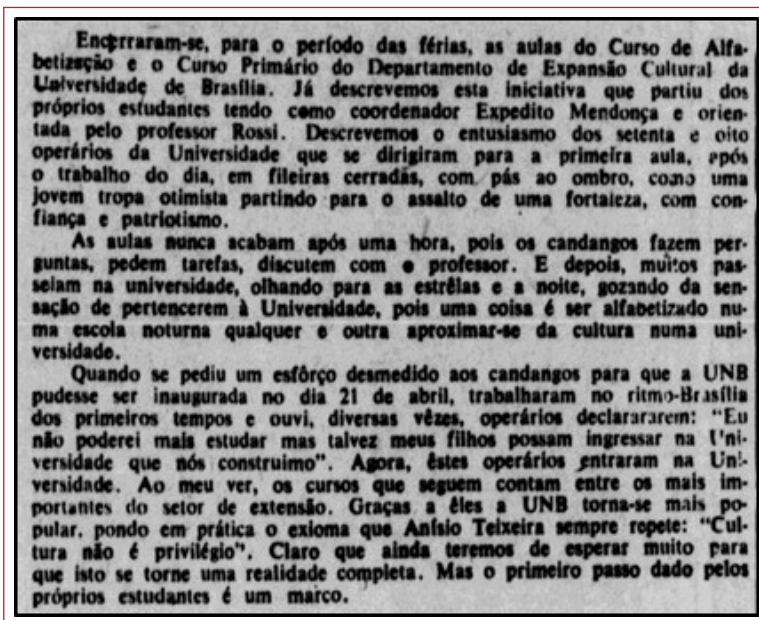 Encerraram-se, para o período das férias, as aulas do Curso de Alfa-
betização e o Curso Primário do Departamento de Expansão Cultural da
Universidade de Brasília. Já descrevemos esta iniciativa que partiu dos
próprios estudantes tendo como coordenador Expedito Mendonça e orien-
tada pelo professor Rossi. Descrevemos o entusiasmo dos setenta e oito
operários da Universidade que se dirigiram para a primeira aula, após
o trabalho do dia, em fileiras cerradas, com pás ao ombro, como uma
jovem tropa otimista partindo para o assalto de uma fortaleza, com con-
fiança e patriotismo.
As aulas nunca acabam após uma hora, pois os candangos fazem per-
guntas, pedem tarefas, discutem com o professor. E depois, muitos pas-
seiam na universidade, olhando para as estrêlas e a noite, gozando da sen-
sação de pertencerem à Universidade, pois uma coisa é ser alfabetizado nu-
ma escola noturna qualquer e outra aproximar-se da cultura numa uni-
versidade.
Quando se pediu um esfôrço desmedido aos candangos para que a UNB
pudesse ser inaugurada no dia 21 de abril, trabalharam no ritmo-Brasília
dos primeiros tempos e ouvi, diversas vêzes, operários declarararem: "Eu
não poderei mais estudar mas talvez meus filhos possam ingressar na Uni-
versidade que nós construimo". Agora, êstes operários entraram na Uni-
versidade. Ao meu ver, os cursos que seguem contam entre os mais im-
portantes do setor de extensão. Graças a êles a UNB torna-se mais po-
pular, pondo em prática o exioma que Anísio Teixeira sempre repete: "Cul-
tura não é privilégio". Claro que ainda teremos de esperar muito para
que isto se torne uma realidade completa. Mas o primeiro passo dado pelos
próprios estudantes é um marco.